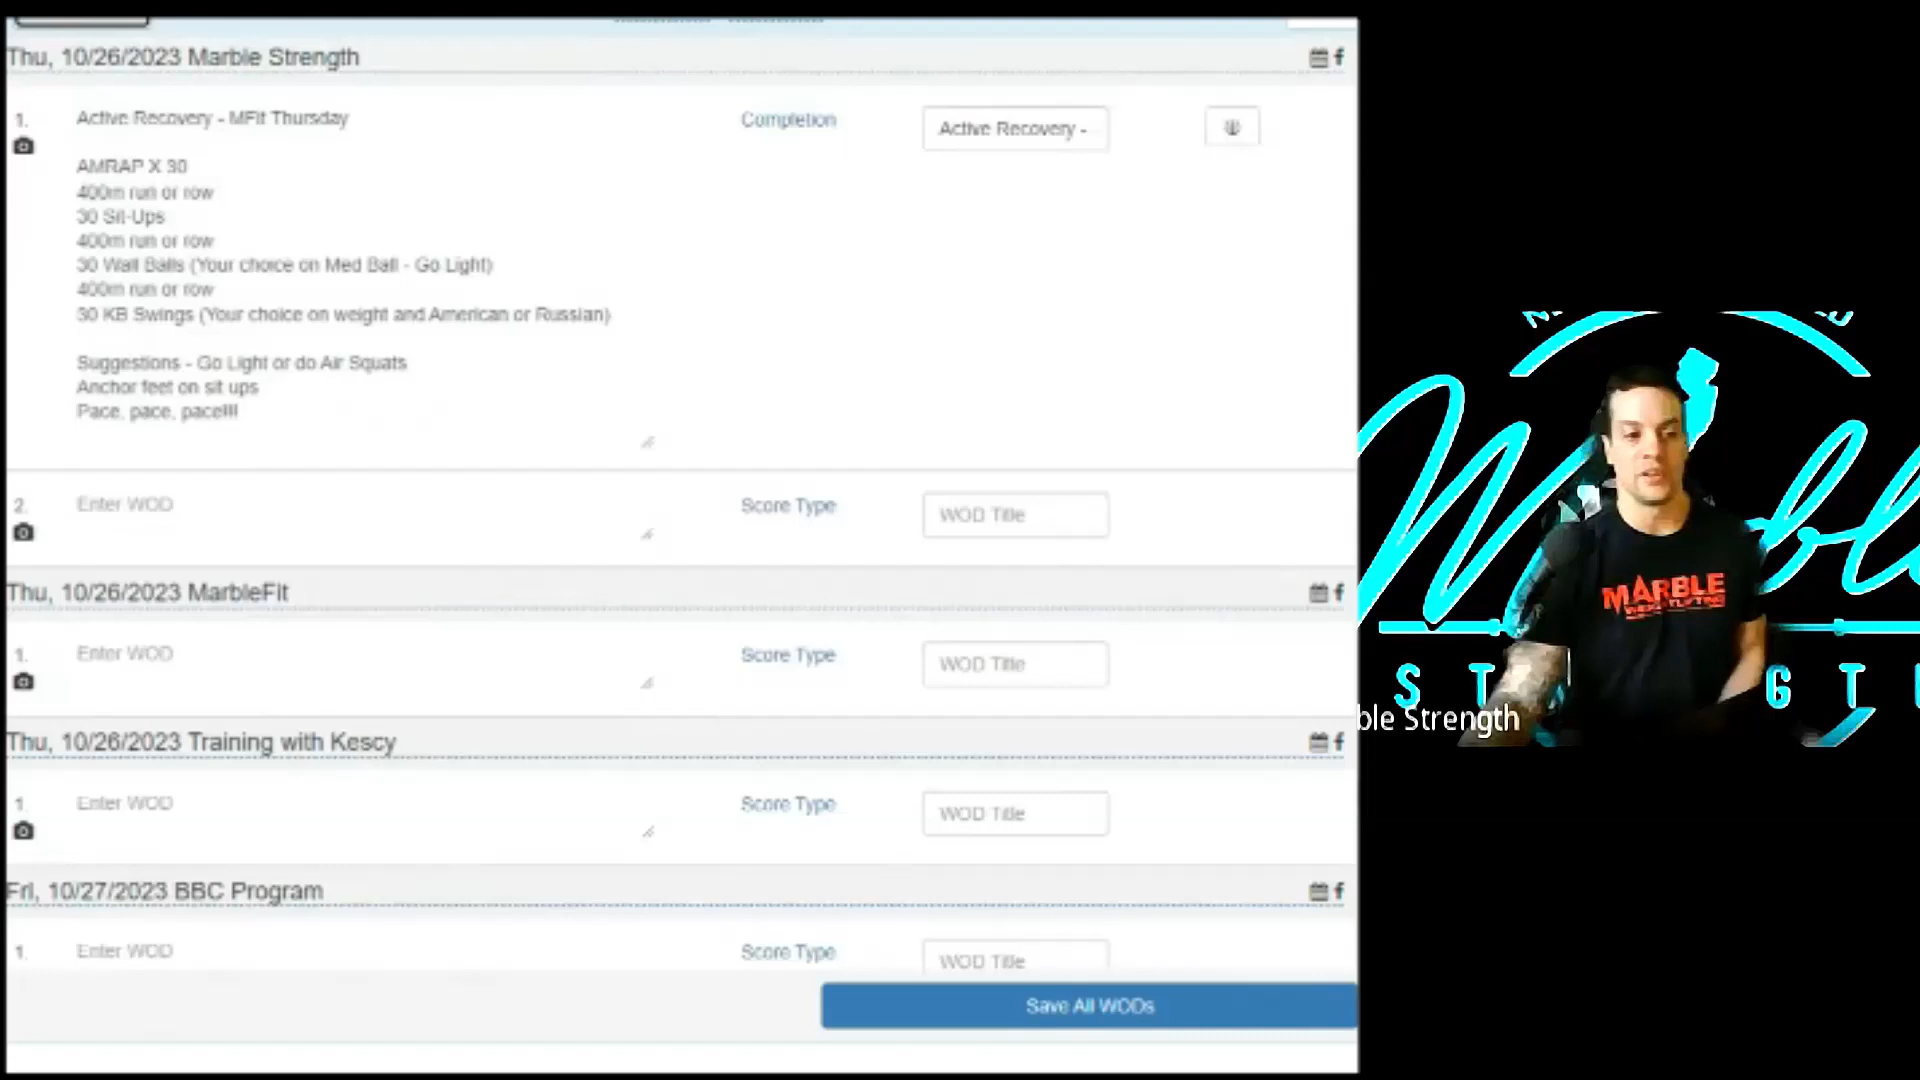 Thu, 10/26/2023 Marble Strength
1.
Active Recovery - MFit Thursday
Completion
Active Recovery -
AMRAP X 30
400m run or row
30 Sit-Ups
400m run or row
30 Wall Balls (Your choice on Med Ball - Go Light)
400m run or row
30 KB Swings (Your choice on weight and American or Russian)
Suggestions - Go Light or do Air Squats
Anchor feet on sit ups
Pace, pace, pace!!!
2.
Enter WOD
Score Type
WOD Title
Thu, 10/26/2023 MarbleFit
1.
Enter WOD
Score Type
WOD Title
Thu, 10/26/2023 Training with Kescy
1.
Enter WOD
Score Type
WOD Title
Fri, 10/27/2023 BBC Program
1.
Enter WOD
Score Type
WOD Title
Save All WODs
MARBLE
S T G T
ble Strength